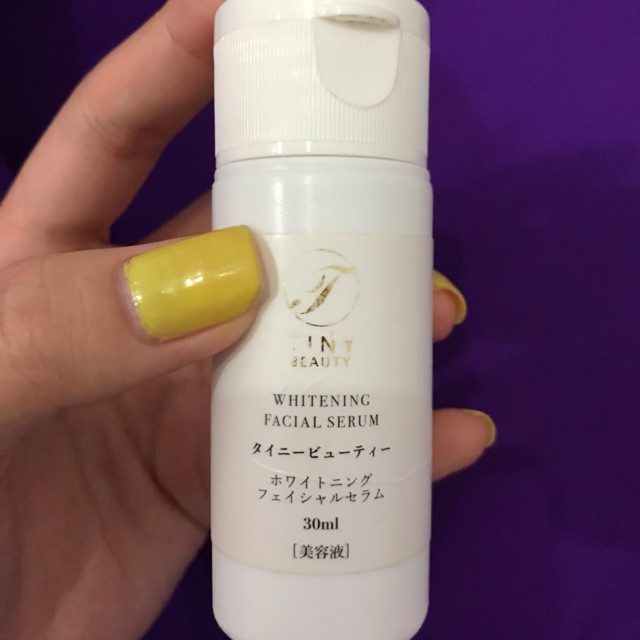 TINY
BEAUTY
WHITENING
FACIAL SERUM
タイニービューティー
ホワイトニング
フェイシャルセラム
30ml
[美容液]